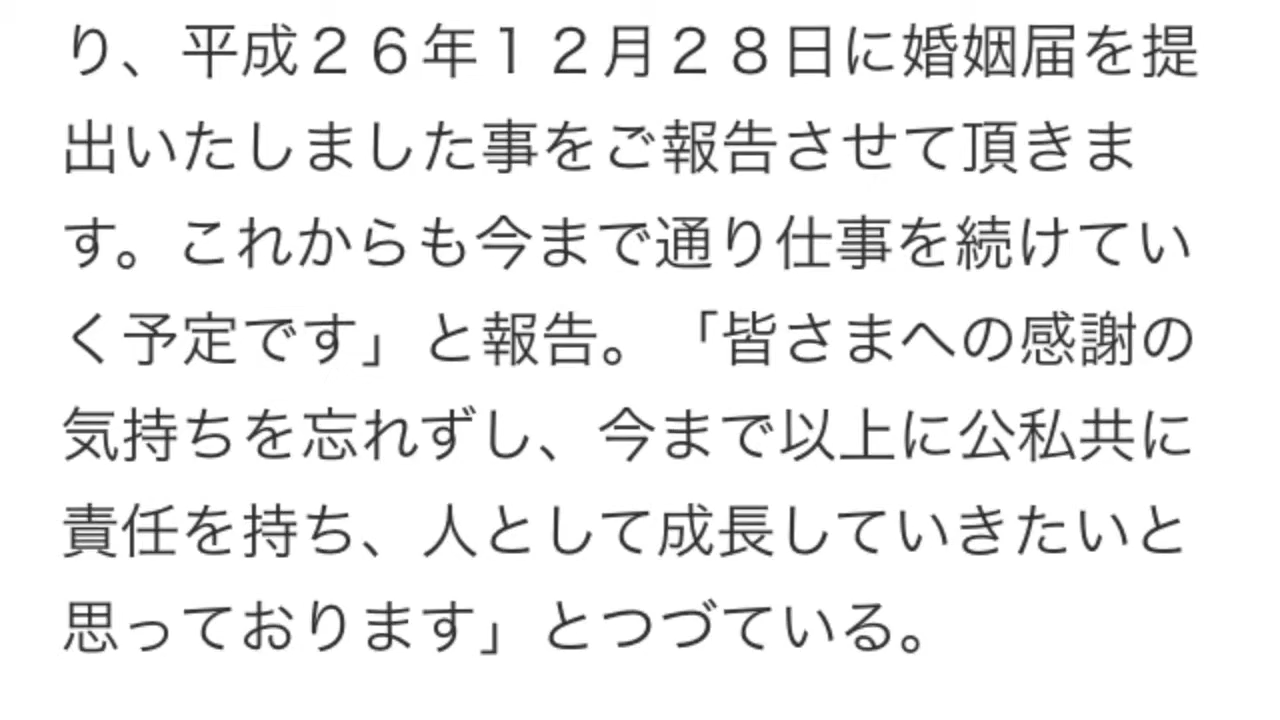 り、平成２６年１２月２８日に婚姻届を提
出いたしました事をご報告させて頂きま
す。これからも今まで通り仕事を続けてい
く予定です」と報告。「皆さまへの感謝の
気持ちを忘れずし、今まで以上に公私共に
責任を持ち、人として成長していきたいと
思っております」とつづている。